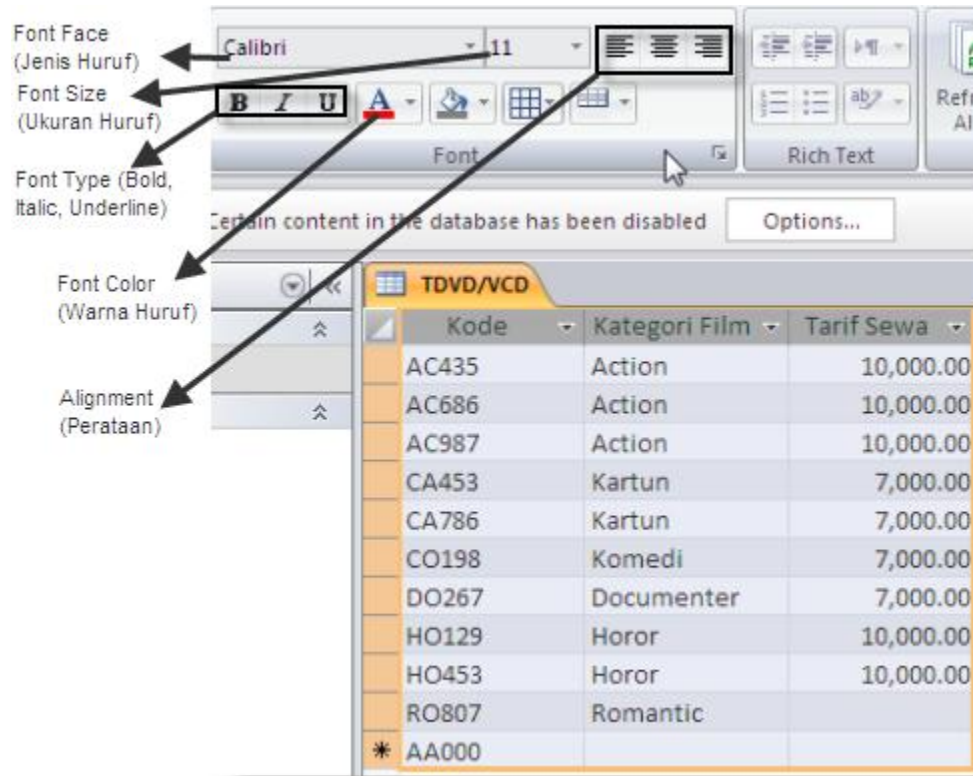 Font Face
(Jenis Huruf)
Font Size
(Ukuran Huruf)
Font Type (Bold,
Italic, Underline)
Font Color
(Warna Huruf)
Alignment
(Perataan)
Calibri 11
B I U A
Font Rich Text
Certain content in the database has been disabled Options...
TDVD/VCD
Kode Kategori Film Tarif Sewa
AC435 Action 10,000.00
AC686 Action 10,000.00
AC987 Action 10,000.00
CA453 Kartun 7,000.00
CA786 Kartun 7,000.00
CO198 Komedi 7,000.00
DO267 Documenter 7,000.00
HO129 Horor 10,000.00
HO453 Horor 10,000.00
RO807 Romantic
AA000